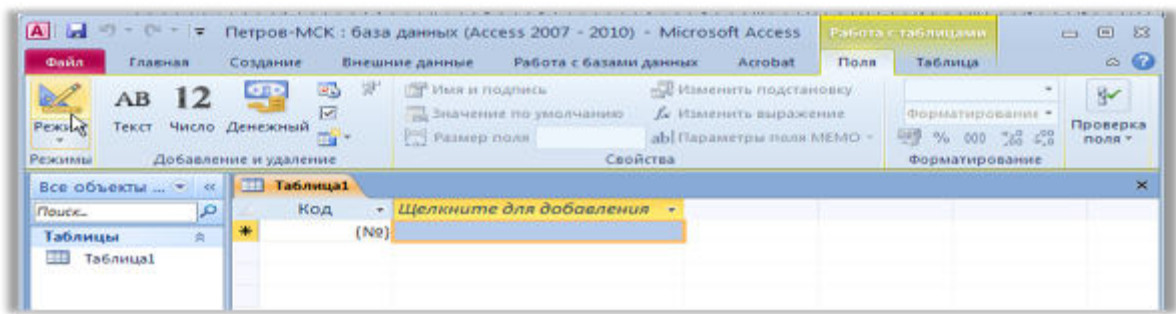 Петров-МСК : база данных (Access 2007 - 2010) - Microsoft Access Работа с таблицами
Файл Главная Создание Внешние данные Работа с базами данных Acrobat Поля Таблица
АВ 12 Имя и подпись Изменить подстановку
Значение по умолчанию fx Изменить выражение Форматирование
Режим Текст Число Денежный Размер поля ab| Параметры поля МЕМО % 000 Проверка поля
Режимы Добавление и удаление Свойства Форматирование
Все объекты ... « Таблица1
Поиск... Код Щелкните для добавления
Таблицы (№)
Таблица1